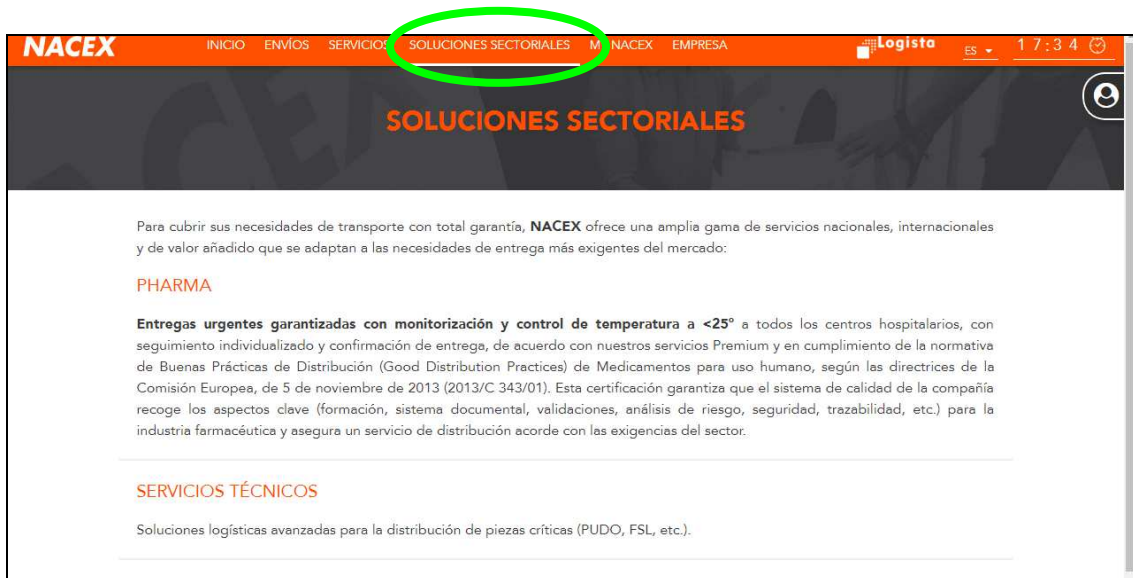 NACEX INICIO ENVÍOS SERVICIOS SOLUCIONES SECTORIALES NACEX EMPRESA Logista ES 17:34
SOLUCIONES SECTORIALES
Para cubrir sus necesidades de transporte con total garantía, NACEX ofrece una amplia gama de servicios nacionales, internacionales
y de valor añadido que se adaptan a las necesidades de entrega más exigentes del mercado:
PHARMA
Entregas urgentes garantizadas con monitorización y control de temperatura a <25° a todos los centros hospitalarios, con
seguimiento individualizado y confirmación de entrega, de acuerdo con nuestros servicios Premium y en cumplimiento de la normativa
de Buenas Prácticas de Distribución (Good Distribution Practices) de Medicamentos para uso humano, según las directrices de la
Comisión Europea, de 5 de noviembre de 2013 (2013/C 343/01). Esta certificación garantiza que el sistema de calidad de la compañía
recoge los aspectos clave (formación, sistema documental, validaciones, análisis de riesgo, seguridad, trazabilidad, etc.) para la
industria farmacéutica y asegura un servicio de distribución acorde con las exigencias del sector.
SERVICIOS TÉCNICOS
Soluciones logísticas avanzadas para la distribución de piezas críticas (PUDO, FSL, etc.).